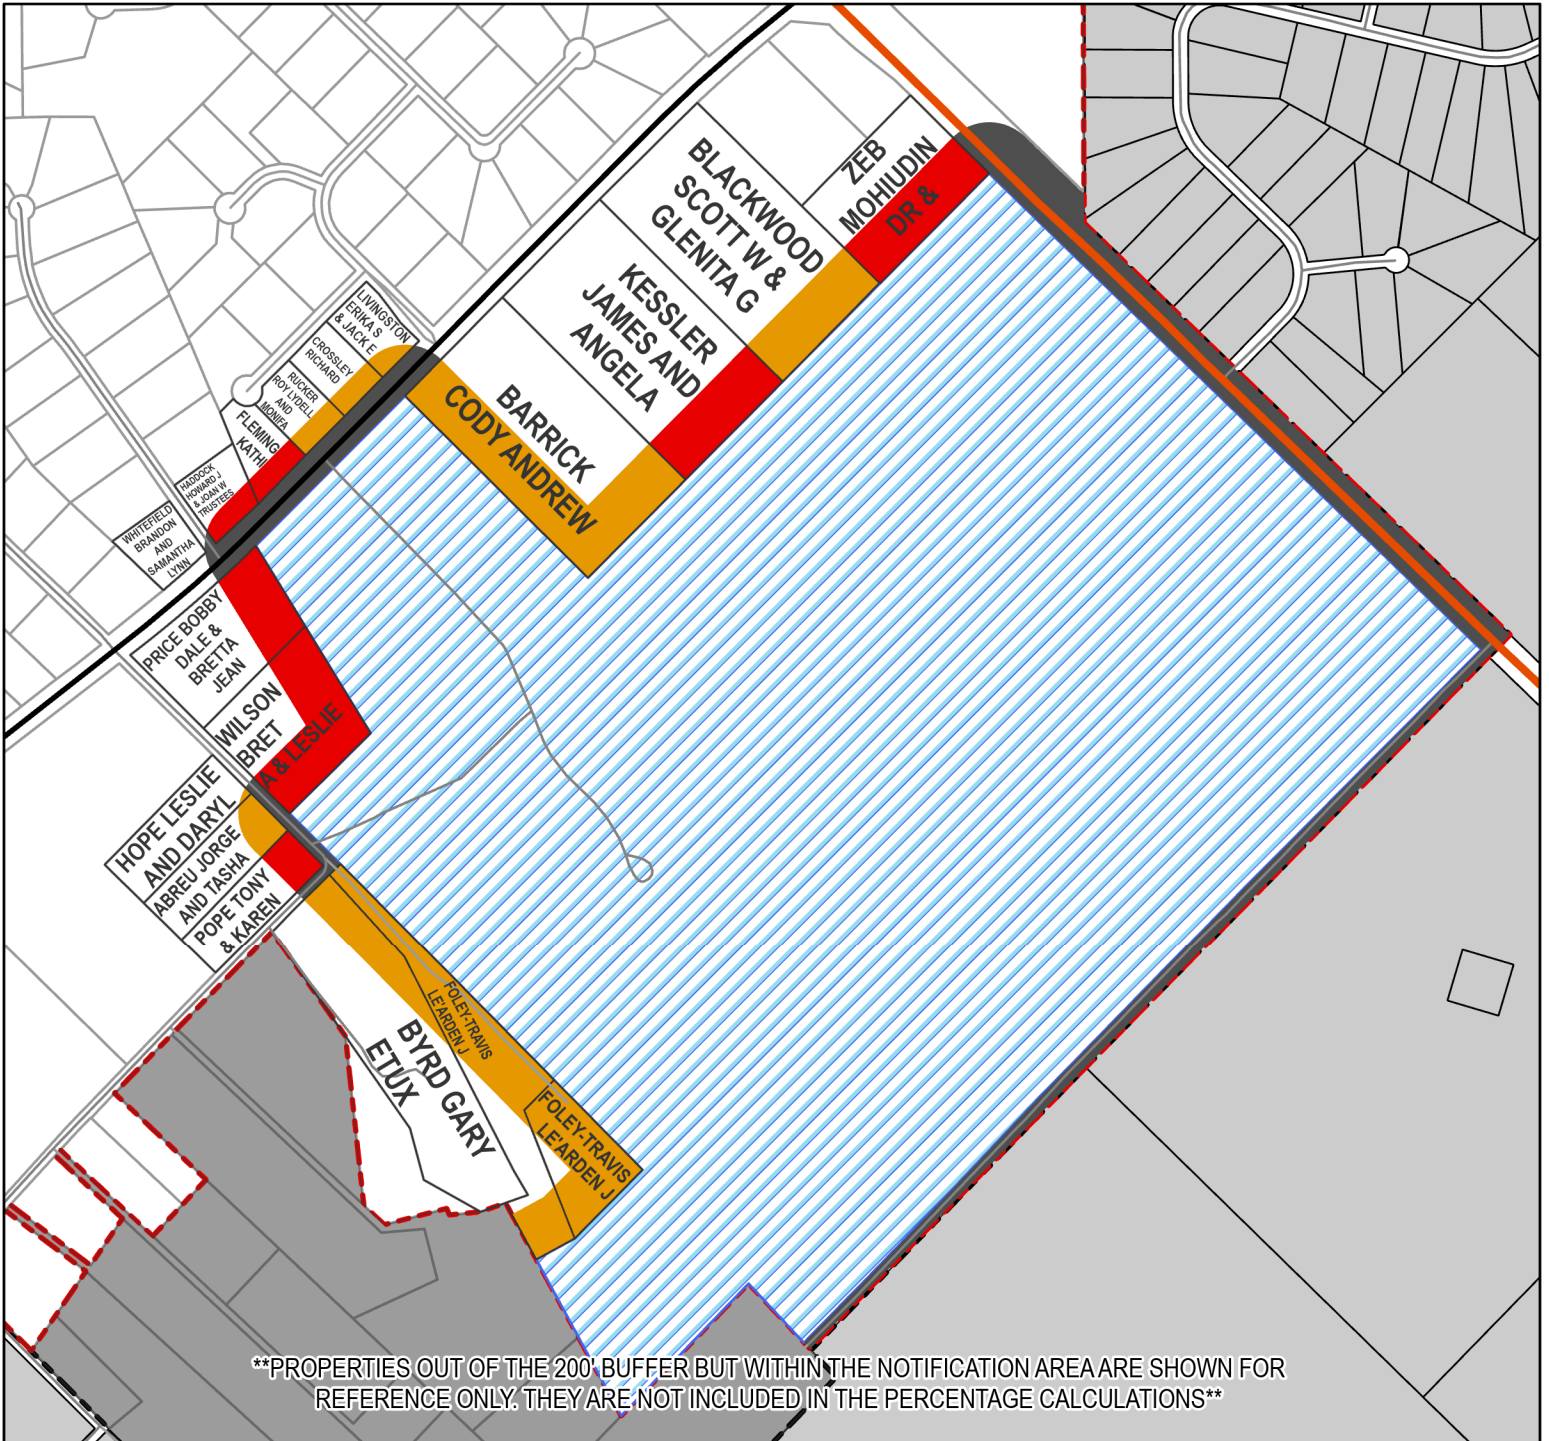 ZEB
MOHIUDIN
DR &
BLACKWOOD
SCOTT W &
GLENITA G
KESSLER
JAMES AND
ANGELA
BARRICK
CODY ANDREW
LIVINGSTON
ERIKA S
& JACK E
CROSSLEY
RICHARD
RUCKER
ROY LYDELL
AND
MONIFA
FLEMING
KATHI
HADDOCK
HOWARD J
& JOAN W
TRUSTEES
WHITEFIELD
BRANDON
AND
SAMANTHA
LYNN
PRICE BOBBY
DALE &
BRETTA
JEAN
WILSON
BRET
A & LESLIE
HOPE LESLIE
AND DARYL
ABREU JORGE
AND TASHA
POPE TONY
& KAREN
FOLEY-TRAVIS
LE'ARDEN J
BYRD GARY
ETUX
FOLEY-TRAVIS
LE'ARDEN J
**PROPERTIES OUT OF THE 200' BUFFER BUT WITHIN THE NOTIFICATION AREA ARE SHOWN FOR
REFERENCE ONLY. THEY ARE NOT INCLUDED IN THE PERCENTAGE CALCULATIONS**